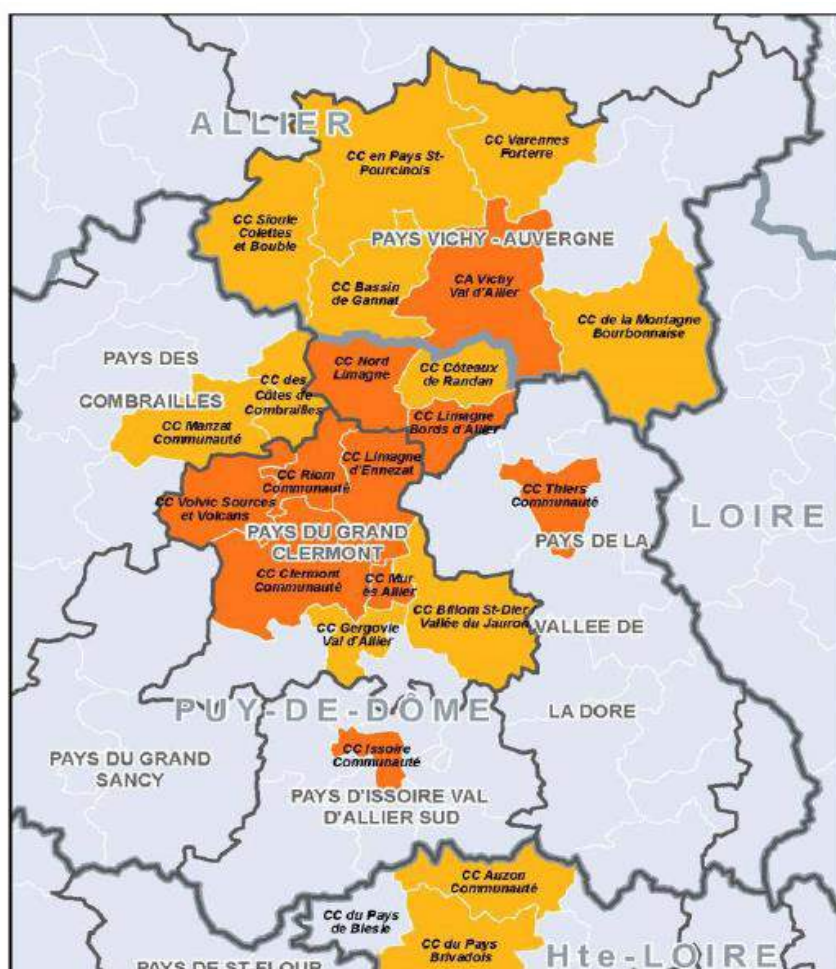 ALLIER
CC Varennes
Forterre
CC en Pays St-
Pourcinois
CC Sioule
Colettes
et Bouble
PAYS VICHY - AUVERGNE
CC Bassin
de Gannat
CA Vichy
Val d'Allier
CC de la Montagne
Bourbonnaise
PAYS DES
COMBRAILLES
CC Nord
Limagne
CC Côteaux
de Randan
CC des
Côtes de
Combrailles
CC Manzat
Communauté
CC Limagne
Bords d'Allier
CC Limagne
d'Ennezat
CC Riom
Communauté
CC Volvic Sources
et Volcans
CC Thiers
Communauté
LOIRE
PAYS DU GRAND
CLERMONT
PAYS DE LA
CC Clermont
Communauté
CC Mur
ès Allier
CC Billom St-Dier
Vallée du Jauron
VALLEE DE
CC Gergovie
Val d'Allier
PUY-DE-DÔME
LA DORE
PAYS DU GRAND
SANCY
CC Issoire
Communauté
PAYS D'ISSOIRE VAL
D'ALLIER SUD
CC Auzon
Communauté
CC du Pays
de Blesle
CC du Pays
Brivadois
Hte-LOIRE
PAYS DE ST FLOUR